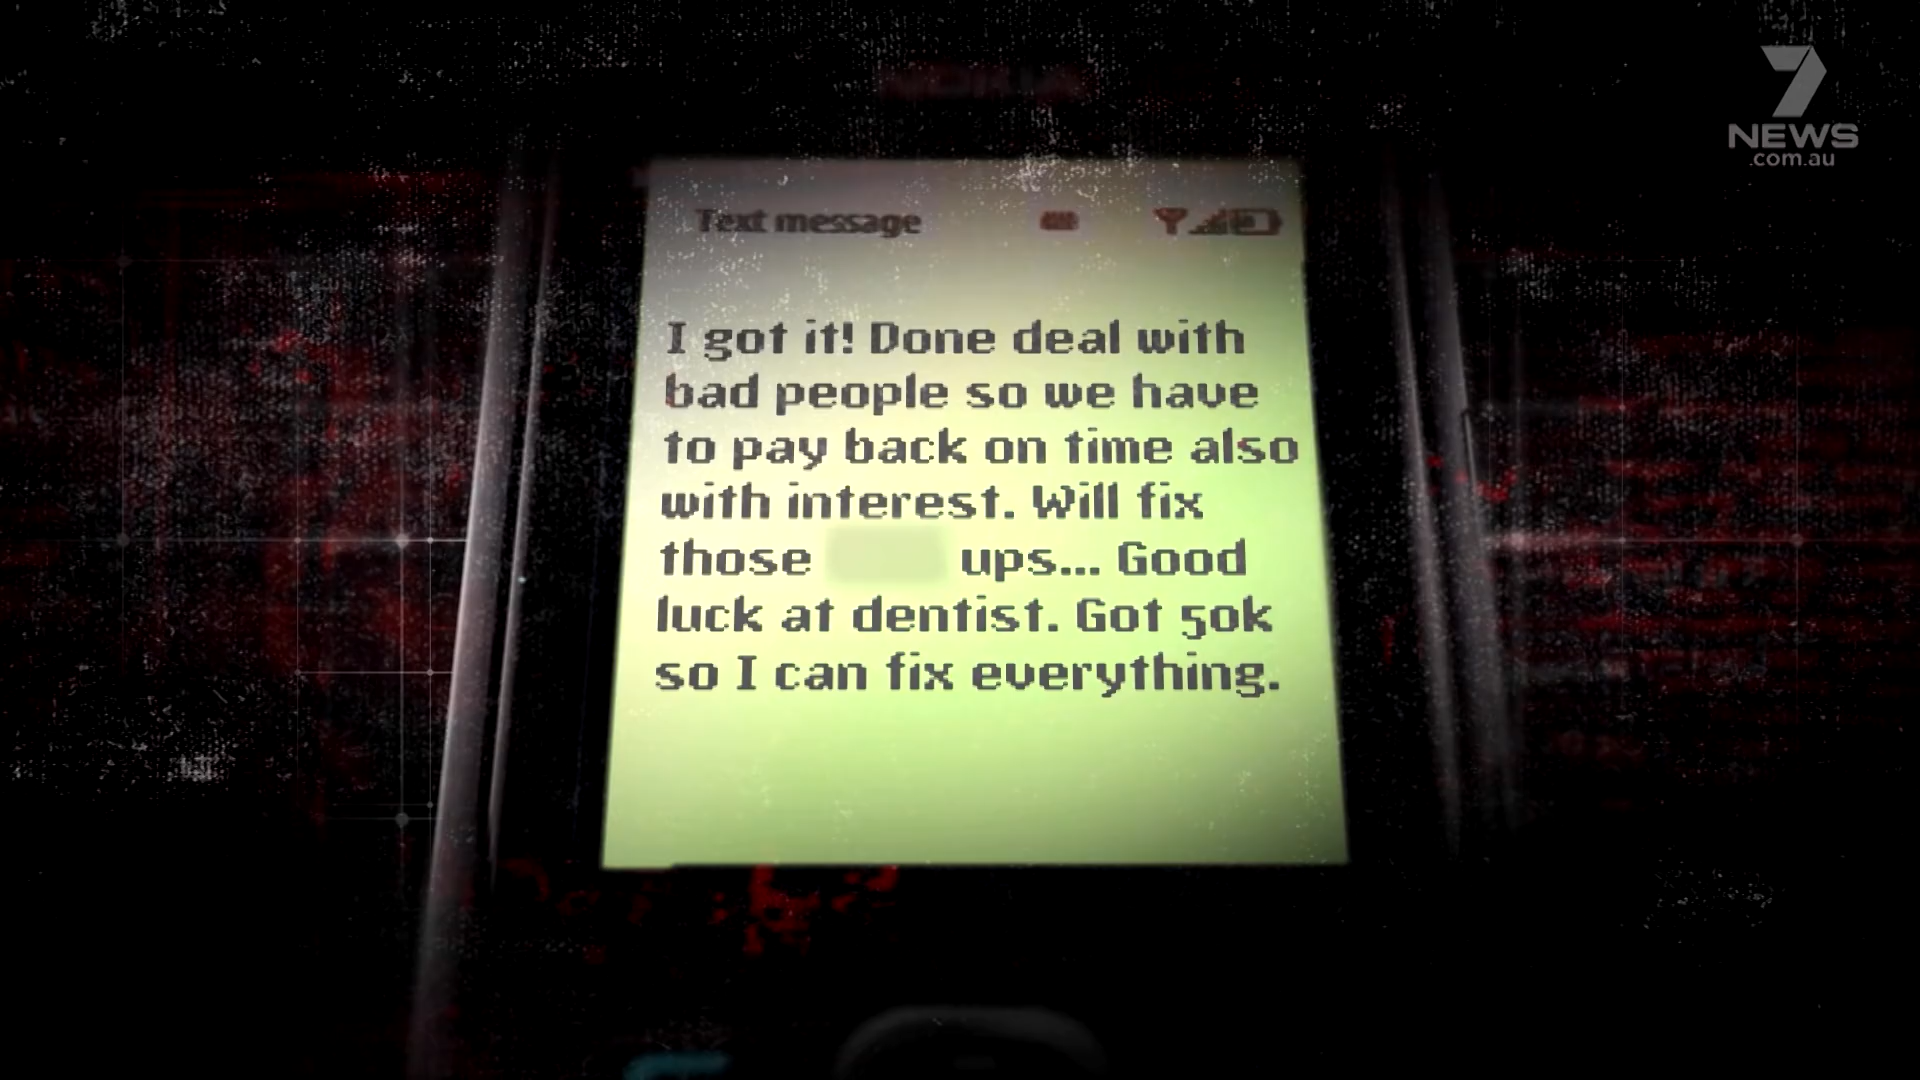 7
NEWS
.com.au
NOKIA
Text message
I got it! Done deal with
bad people so we have
to pay back on time also
with interest. Will fix
those ups... Good
luck at dentist. Got 50k
so I can fix everything.